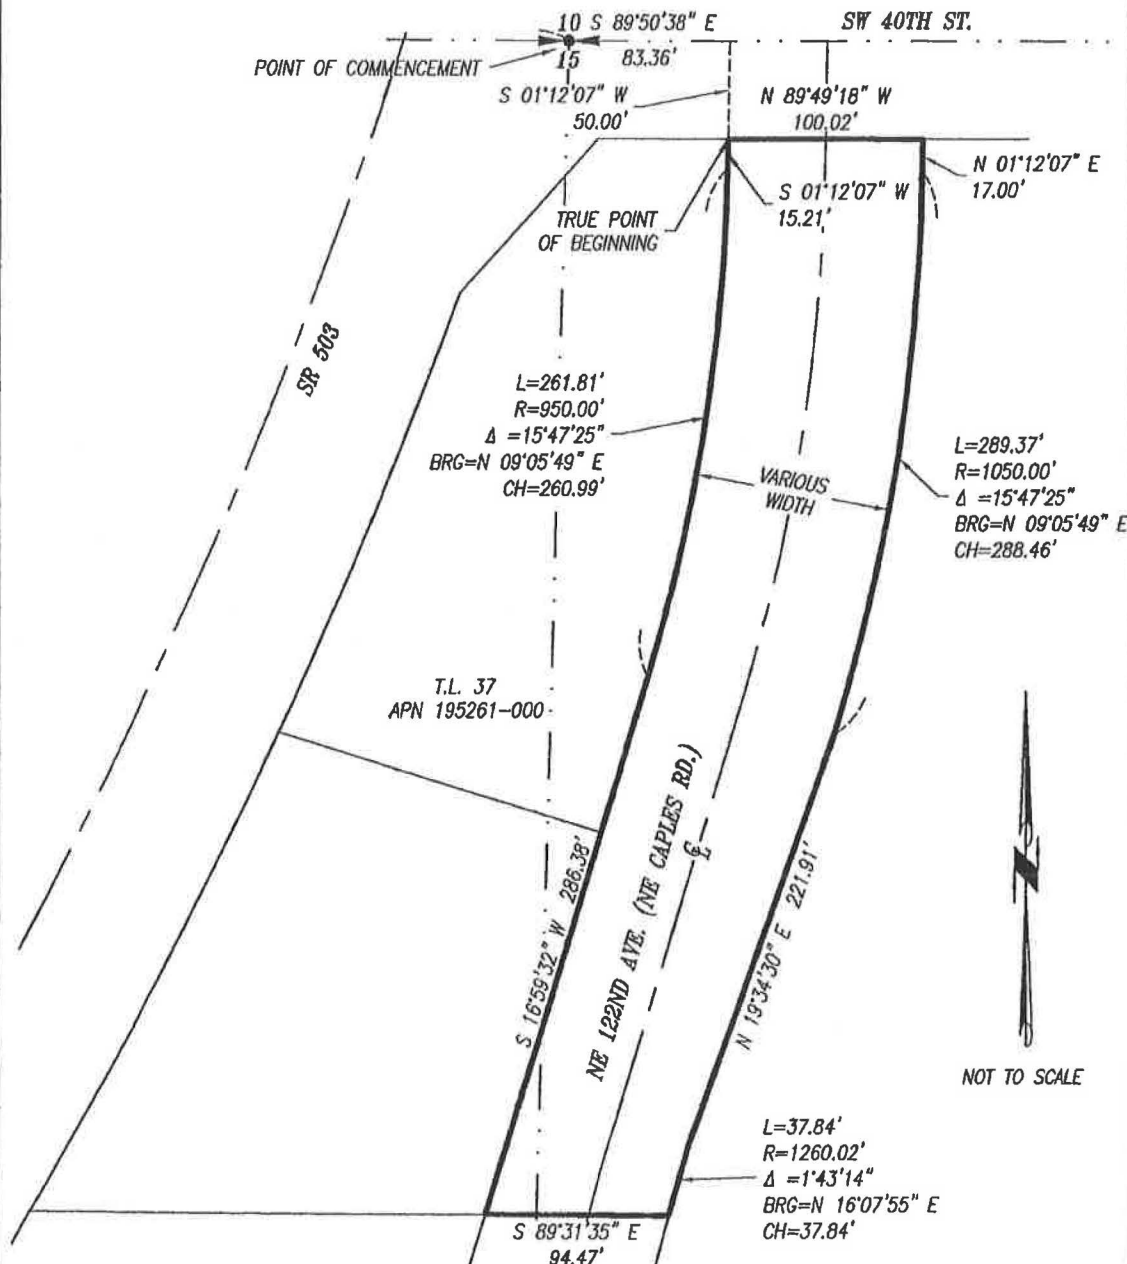 10 S 89°50'38" E
SW 40TH ST.
POINT OF COMMENCEMENT
15
83.36'
S 01°12'07" W
50.00'
N 89°49'18" W
100.02'
N 01°12'07" E
17.00'
S 01°12'07" W
15.21'
TRUE POINT
OF BEGINNING
SR 503
L=261.81'
R=950.00'
Δ =15°47'25"
BRG=N 09°05'49" E
CH=260.99'
L=289.37'
R=1050.00'
Δ =15°47'25"
BRG=N 09°05'49" E
CH=288.46'
VARIOUS
WIDTH
T.L. 37
APN 195261-000
S 16°59'32" W 286.38'
NE 122ND AVE. (NE CAPLES RD.)
CL
N 19°34'30" E 221.91'
N
NOT TO SCALE
L=37.84'
R=1260.02'
Δ =1°43'14"
BRG=N 16°07'55" E
CH=37.84'
S 89°31'35" E
94.47'